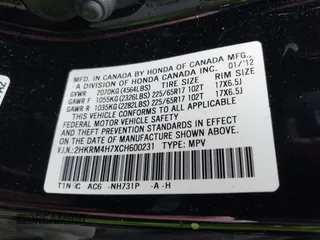 MFD. IN CANADA BY HONDA OF CANADA MFG.,
A DIVISION OF HONDA CANADA INC. 01/12
GVWR 2070KG (4564LBS) TIRE SIZE RIM SIZE
GAWR F 1055KG (2326LBS) 225/65R17 102T 17X6.5J
GAWR R 1035KG (2282LBS) 225/65R17 102T 17X6.5J
THIS VEHICLE CONFORMS TO ALL APPLICABLE
FEDERAL MOTOR VEHICLE SAFETY AND THEFT
PREVENTION STANDARDS IN EFFECT ON THE DATE
OF MANUFACTURE SHOWN ABOVE.
V.I.N.: 2HKRM4H7XCH600231 TYPE: MPV
AC6 -NH731P -A -H